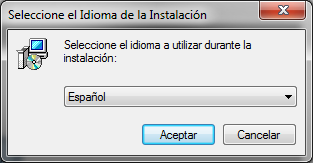 Seleccione el Idioma de la Instalación
Seleccione el idioma a utilizar durante la
instalación:
Español
Aceptar
Cancelar